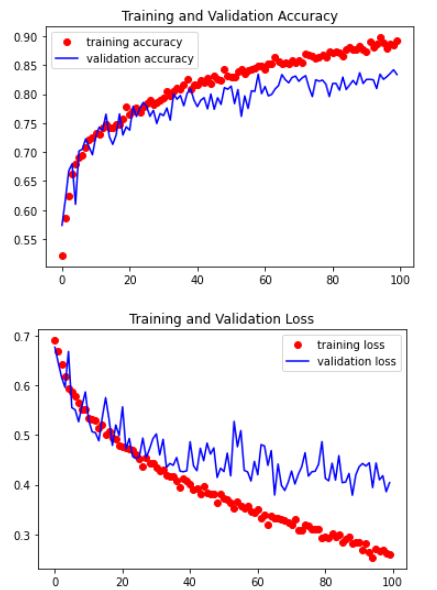 Training and Validation Accuracy
training accuracy
validation accuracy
0.90
0.85
0.80
0.75
0.70
0.65
0.60
0.55
0 20 40 60 80 100
Training and Validation Loss
training loss
validation loss
0.7
0.6
0.5
0.4
0.3
0 20 40 60 80 100